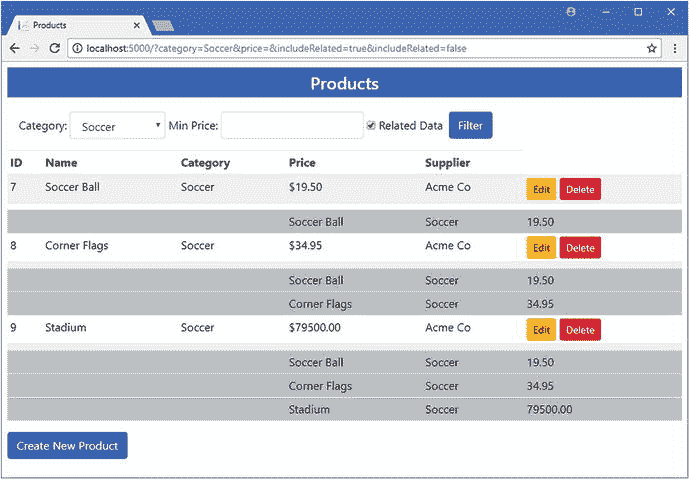 Products
localhost:5000/?category=Soccer&price=&includeRelated=true&includeRelated=false
Products
Category: Soccer Min Price: Related Data Filter
ID Name Category Price Supplier
7 Soccer Ball Soccer $19.50 Acme Co Edit Delete
Soccer Ball Soccer 19.50
8 Corner Flags Soccer $34.95 Acme Co Edit Delete
Soccer Ball Soccer 19.50
Corner Flags Soccer 34.95
9 Stadium Soccer $79500.00 Acme Co Edit Delete
Soccer Ball Soccer 19.50
Corner Flags Soccer 34.95
Stadium Soccer 79500.00
Create New Product